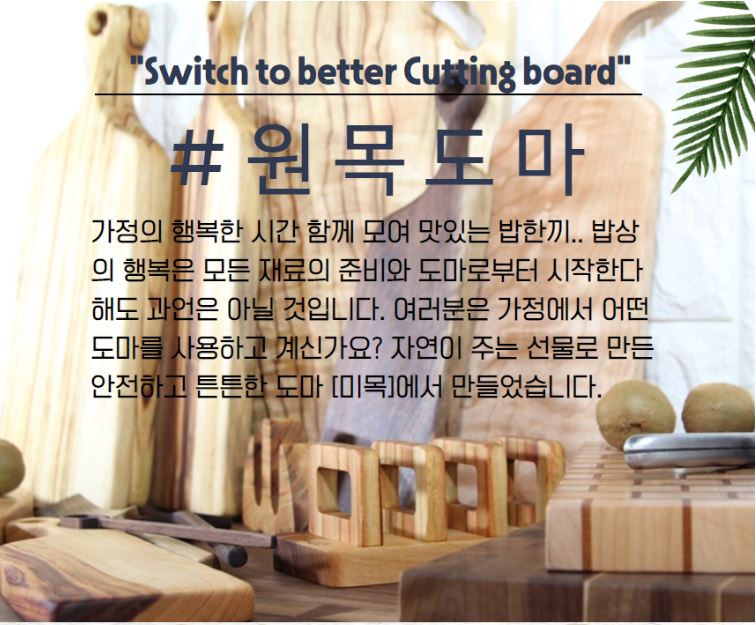 "Switch to better Cutting board"
#원목도마
가정의 행복한 시간 함께 모여 맛있는 밥한끼.. 밥상
의 행복은 모든 재료의 준비와 도마로부터 시작한다
해도 과언은 아닐 것입니다. 여러분은 가정에서 어떤
도마를 사용하고 계신가요? 자연이 주는 선물로 만든
안전하고 튼튼한 도마 [미목]에서 만들었습니다.